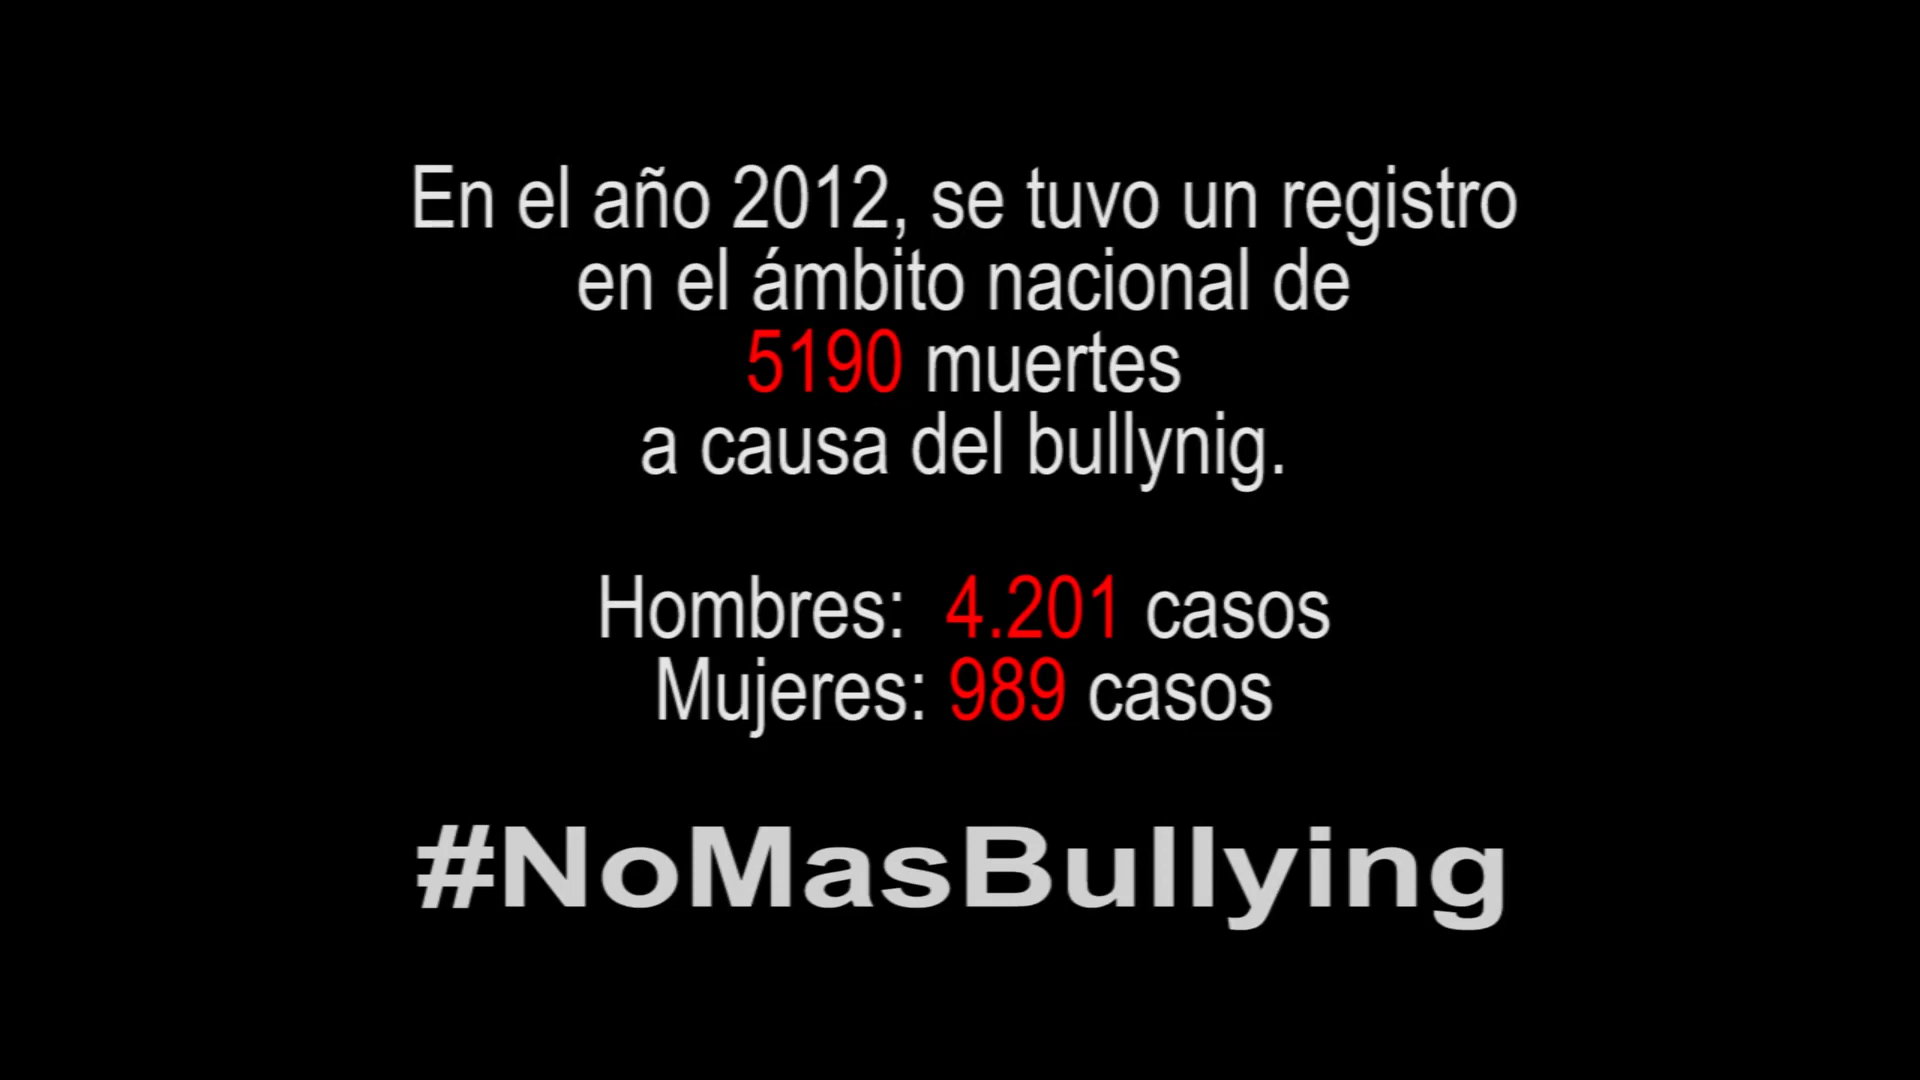 En el año 2012, se tuvo un registro
en el ámbito nacional de
5190 muertes
a causa del bullynig.
Hombres: 4.201 casos
Mujeres: 989 casos
#NoMasBullying